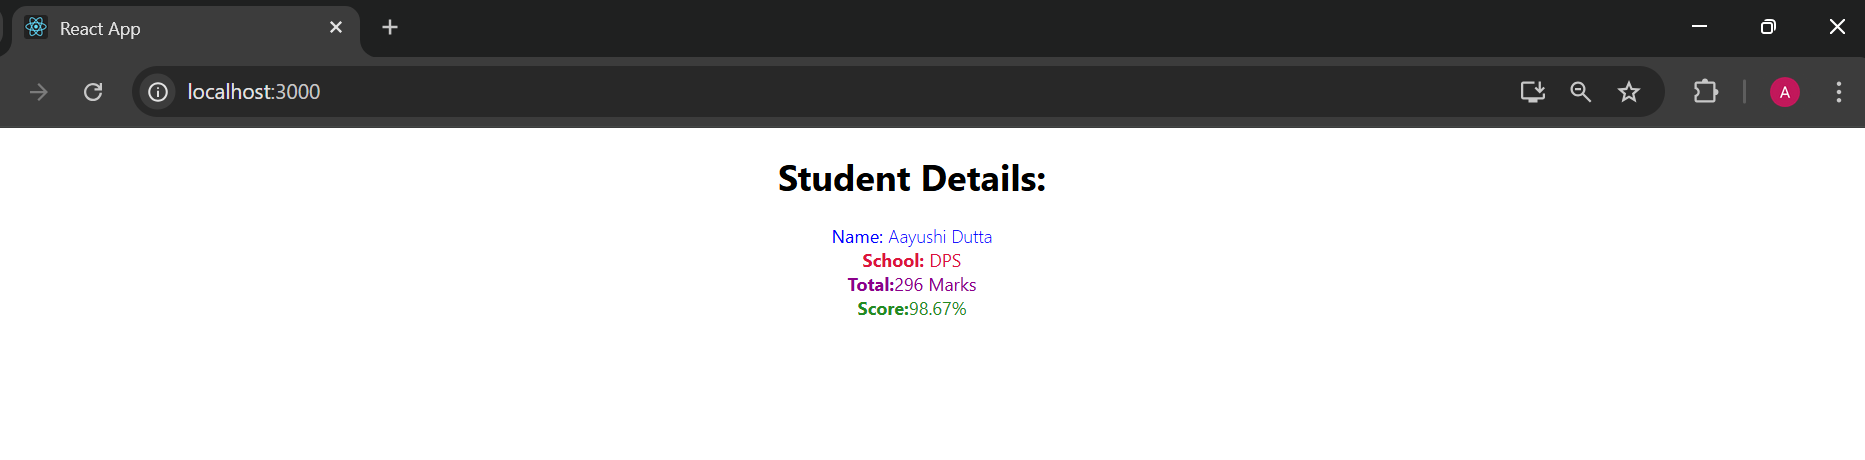 React App
localhost:3000
A
Student Details:
Name: Aayushi Dutta
School: DPS
Total:296 Marks
Score:98.67%